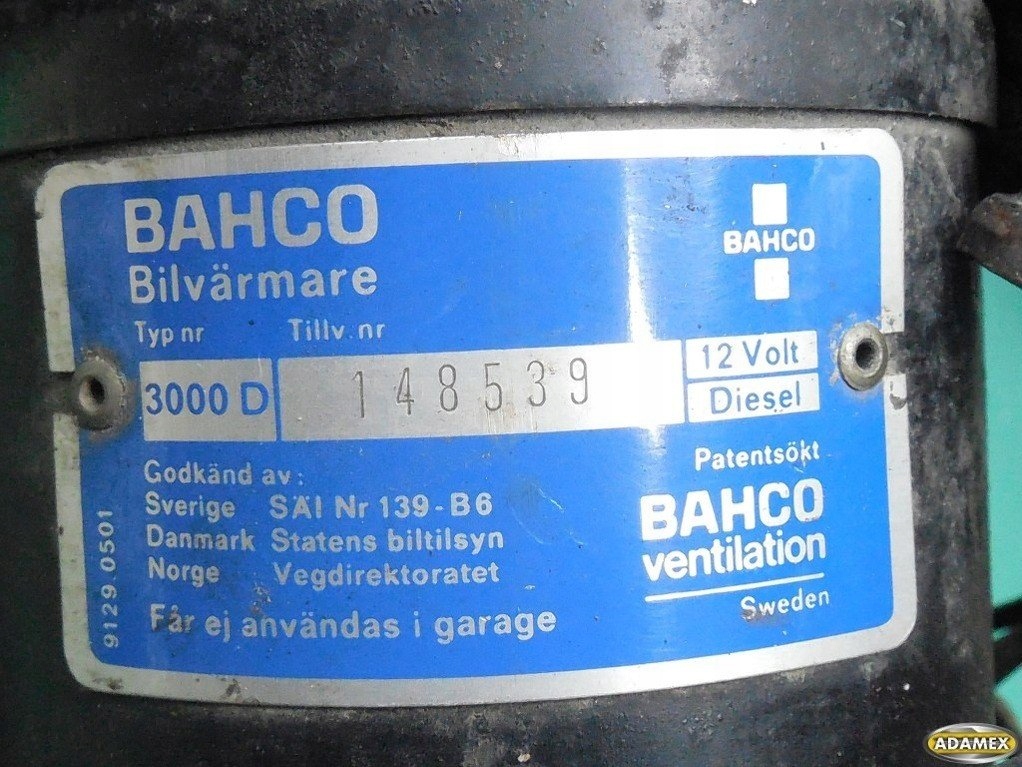 BAHCO
Bilvärmare
BAHCO
Typ nr Tillv. nr
3000 D 148539 12 Volt
Diesel
Godkänd av:
Sverige SÄI Nr 139-B6
Danmark Statens biltilsyn
Norge Vegdirektoratet
Får ej användas i garage
9129 0501
Patentsökt
BAHCO
ventilation
Sweden
ADAMEX